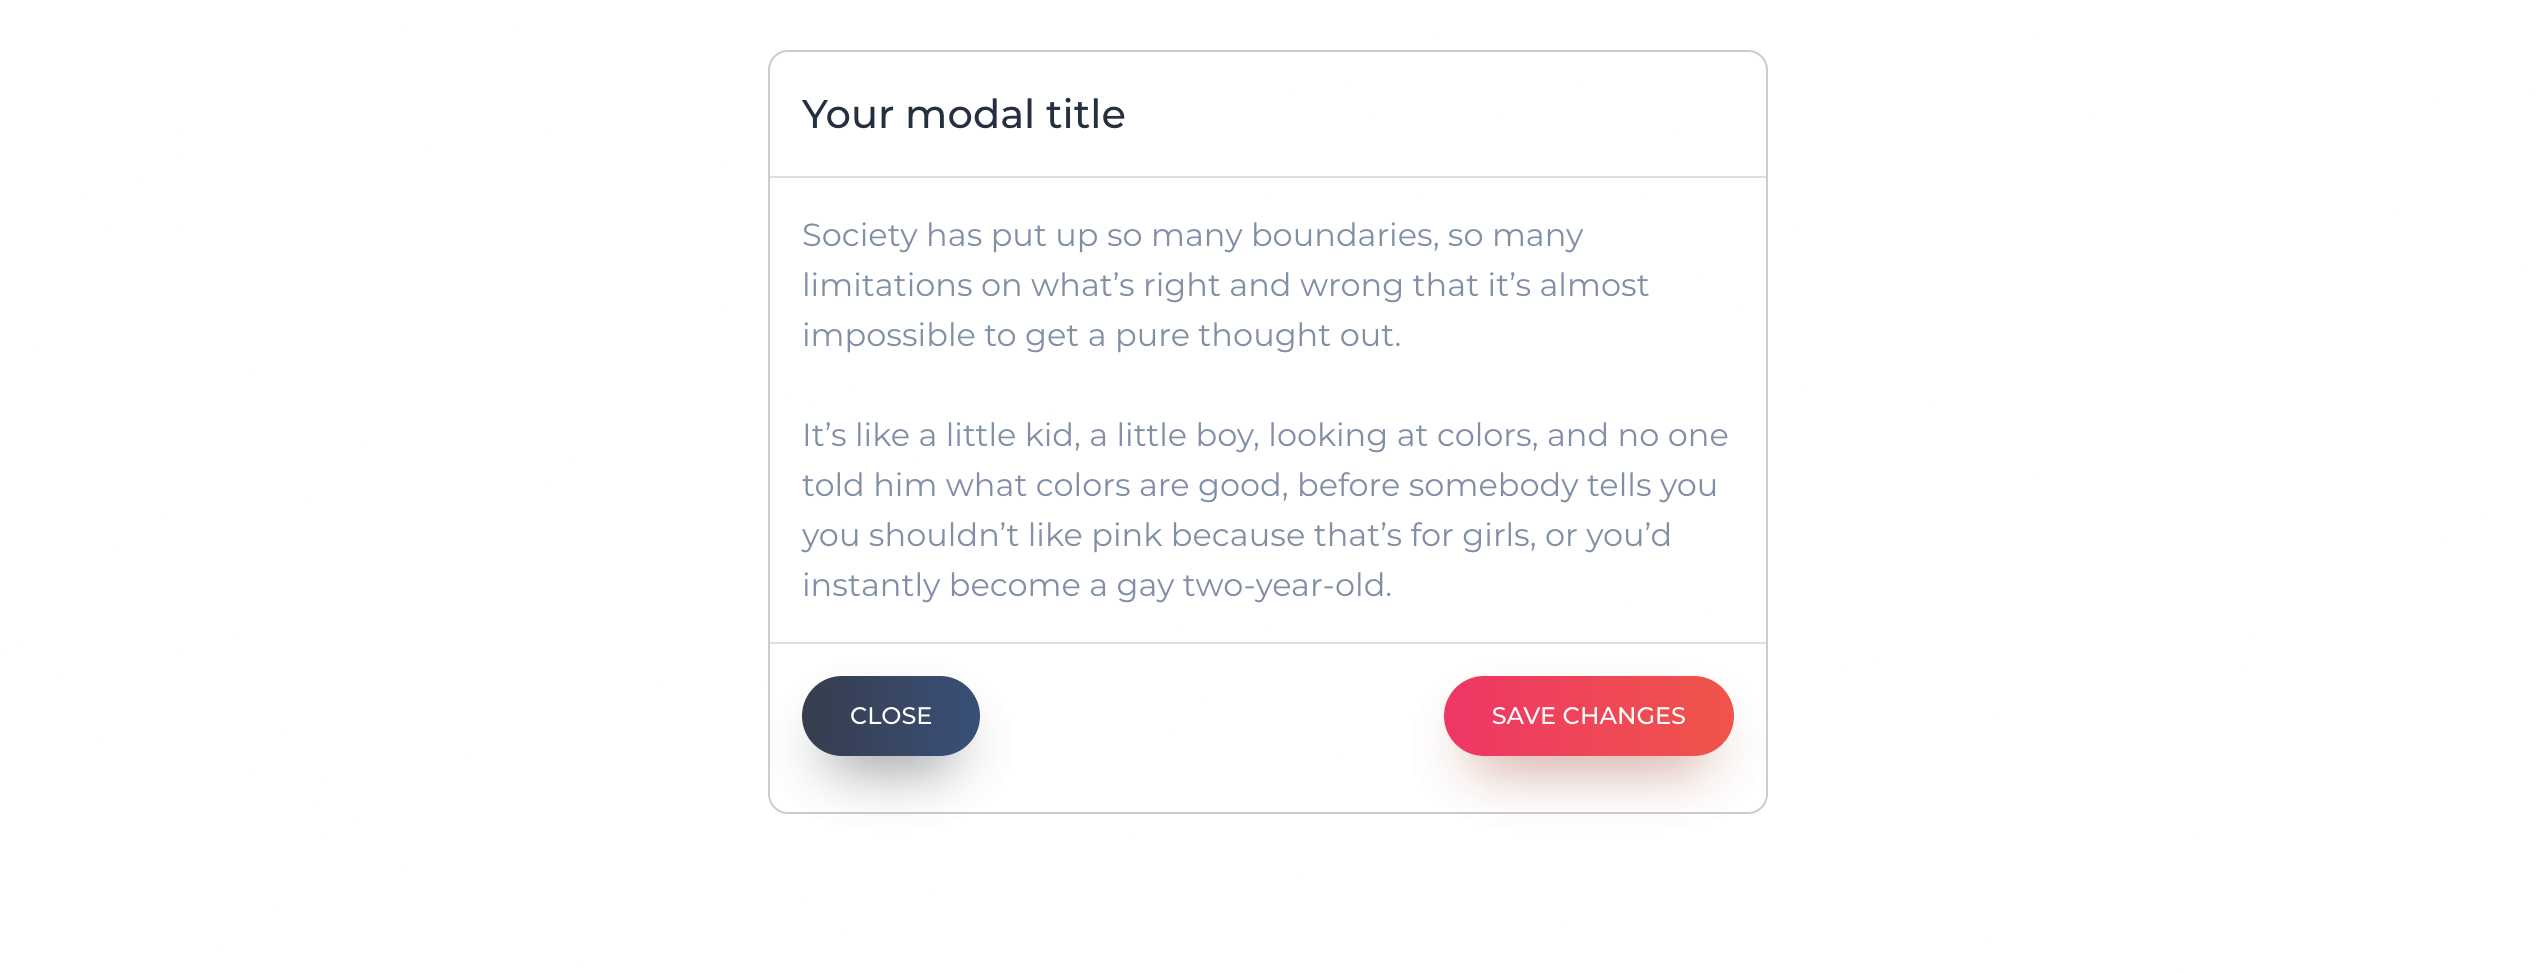 Your modal title
Society has put up so many boundaries, so many
limitations on what’s right and wrong that it’s almost
impossible to get a pure thought out.
It’s like a little kid, a little boy, looking at colors, and no one
told him what colors are good, before somebody tells you
you shouldn’t like pink because that’s for girls, or you’d
instantly become a gay two-year-old.
CLOSE
SAVE CHANGES